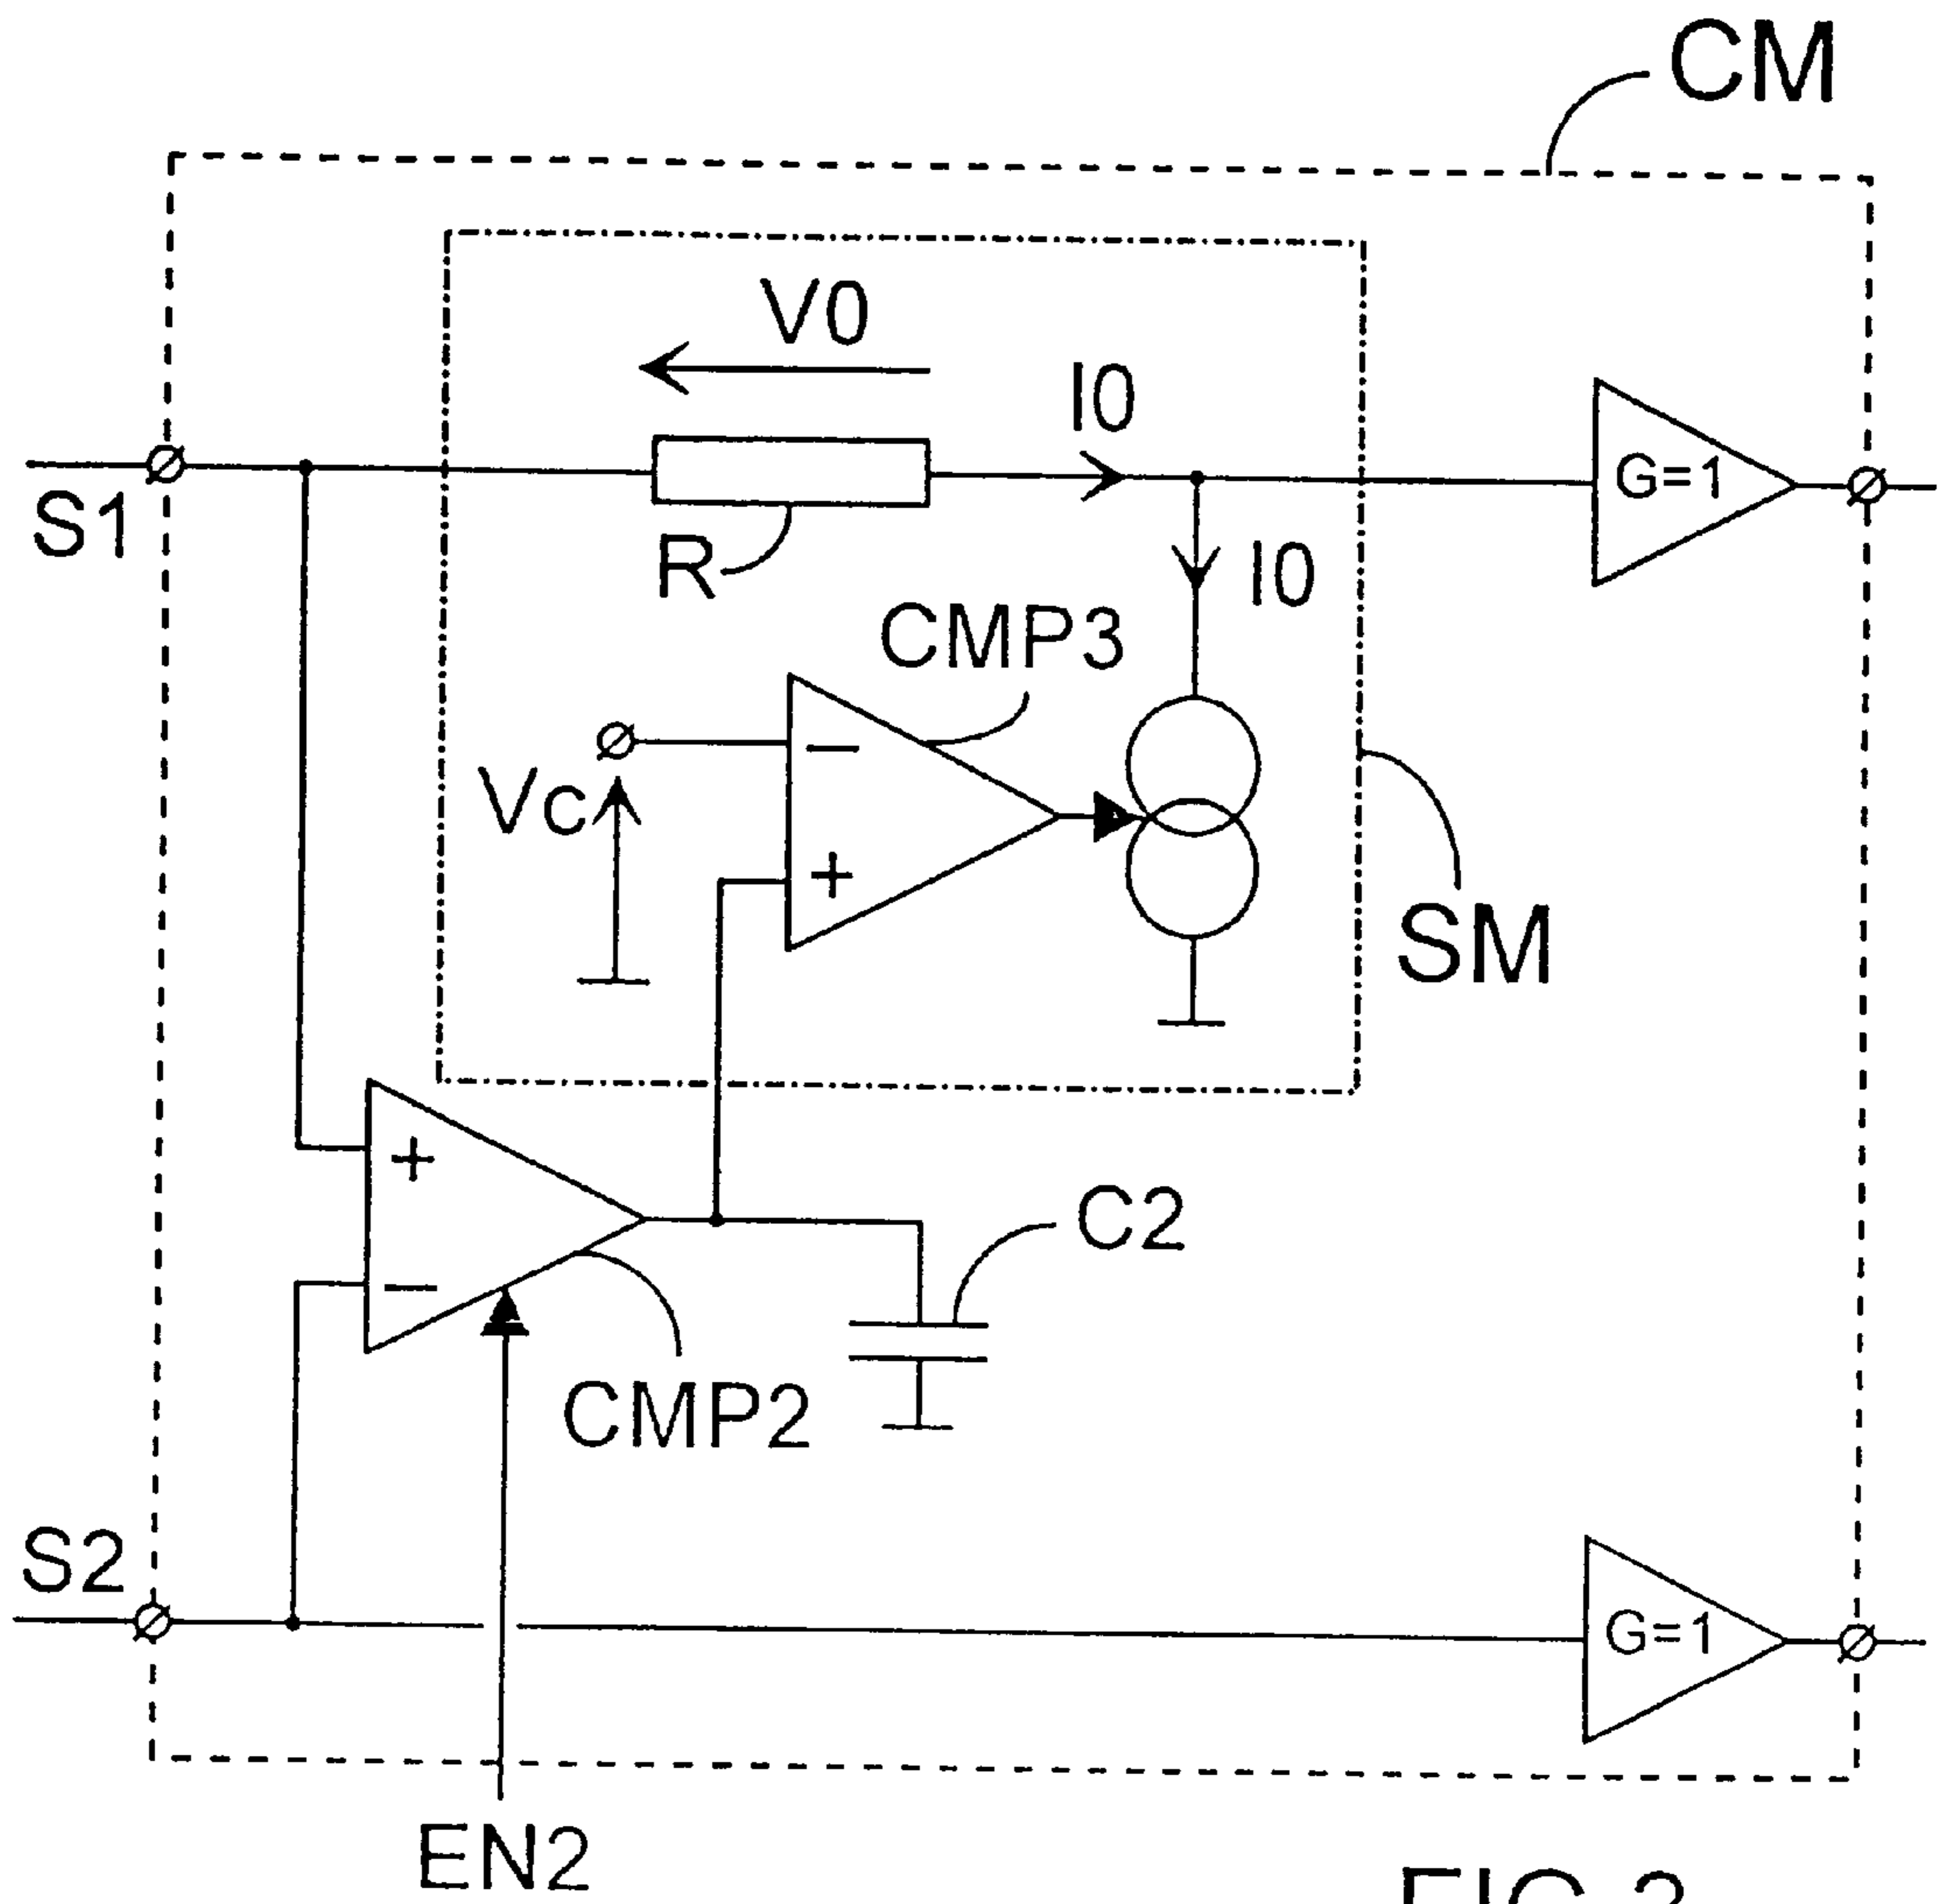 CM
V0
I0
S1
R
G=1
I0
CMP3
−
Vc
+
SM
+
C2
−
CMP2
S2
G=1
EN2